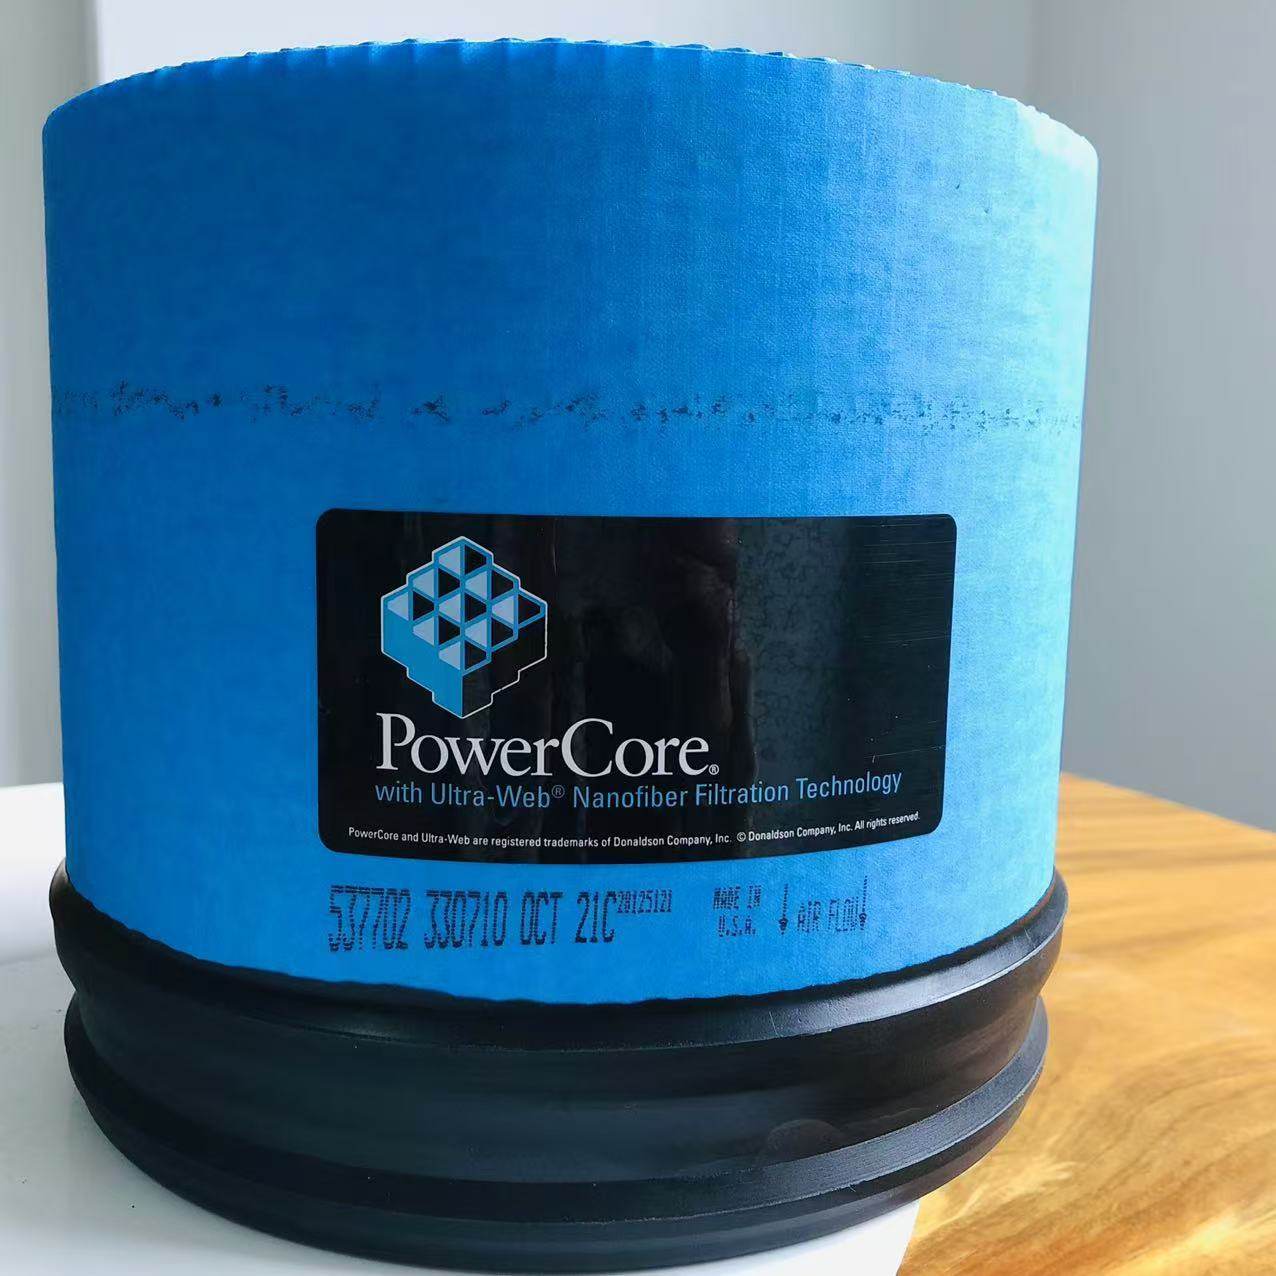 PowerCore®
with Ultra-Web® Nanofiber Filtration Technology
PowerCore and Ultra-Web are registered trademarks of Donaldson Company, Inc. © Donaldson Company, Inc. All rights reserved.
537702 330710 OCT 21C 20125121 MADE IN
U.S.A. AIR FLOW